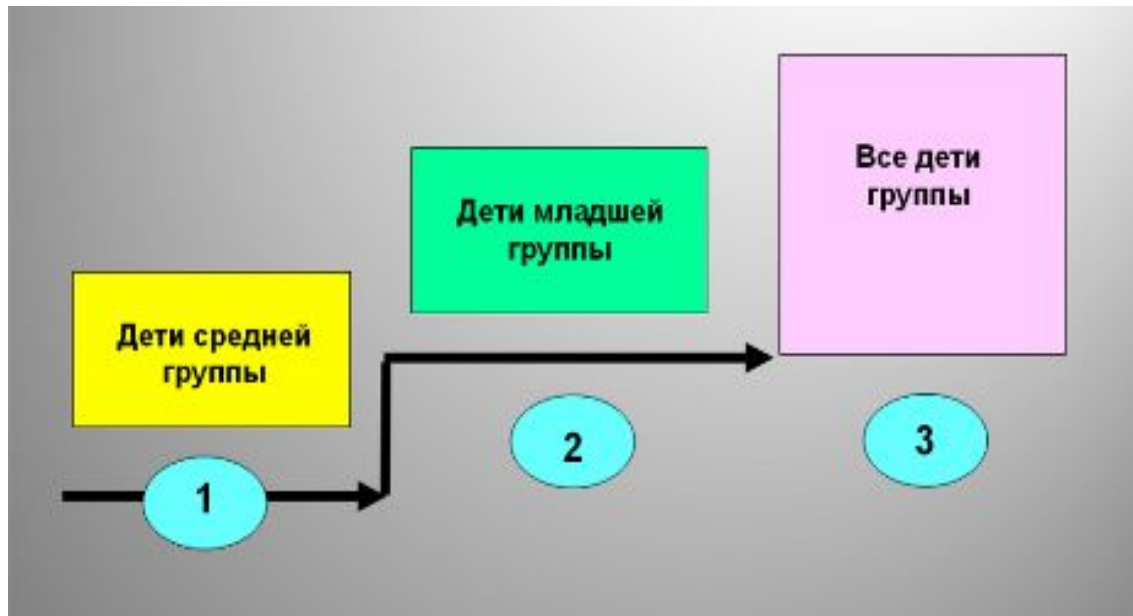 Все дети
группы
Дети младшей
группы
Дети средней
группы
1
2
3